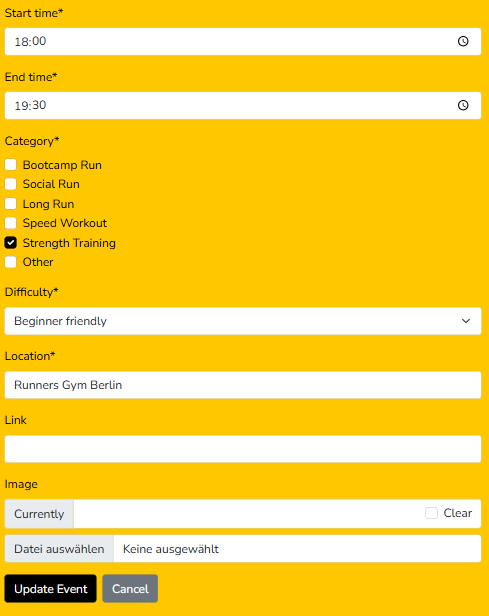 Start time*
18:00
End time*
19:30
Category*
Bootcamp Run
Social Run
Long Run
Speed Workout
Strength Training
Other
Difficulty*
Beginner friendly
Location*
Runners Gym Berlin
Link
Image
Currently Clear
Datei auswählen Keine ausgewählt
Update Event Cancel